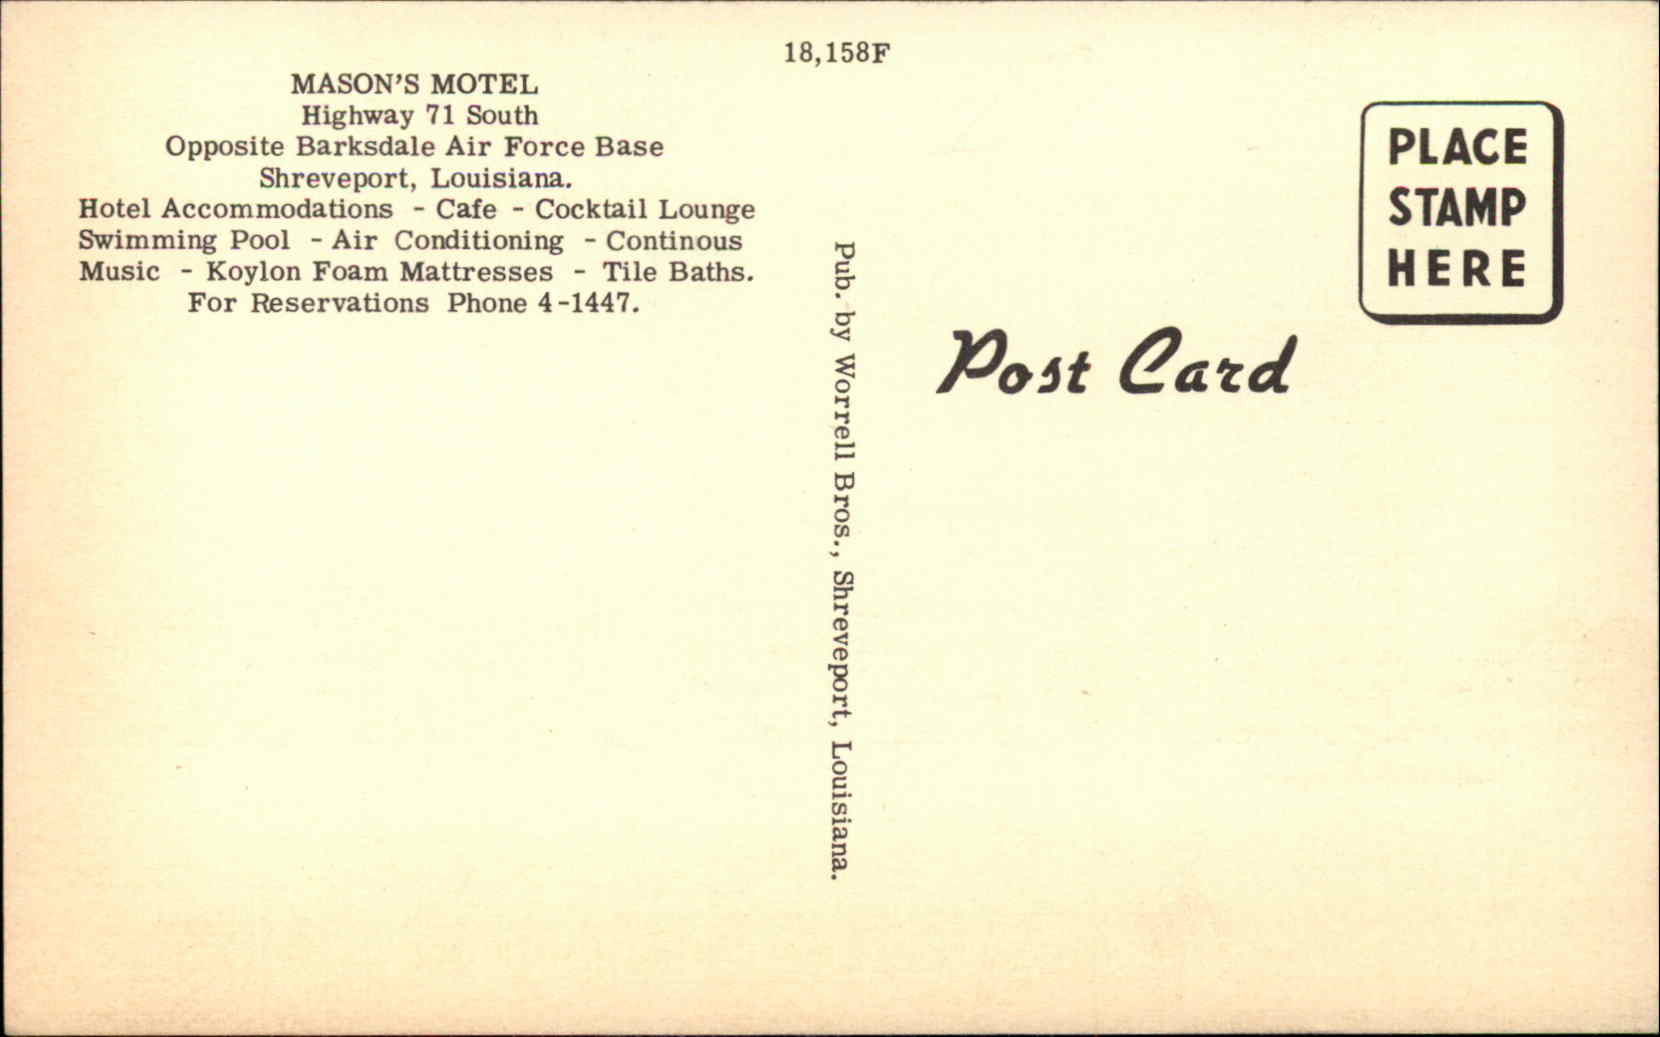 18,158F
MASON'S MOTEL
Highway 71 South
Opposite Barksdale Air Force Base
Shreveport, Louisiana.
Hotel Accommodations - Cafe - Cocktail Lounge
Swimming Pool - Air Conditioning - Continous
Music - Koylon Foam Mattresses - Tile Baths.
For Reservations Phone 4-1447.
Pub. by Worrell Bros., Shreveport, Louisiana.
PLACE
STAMP
HERE
Post Card